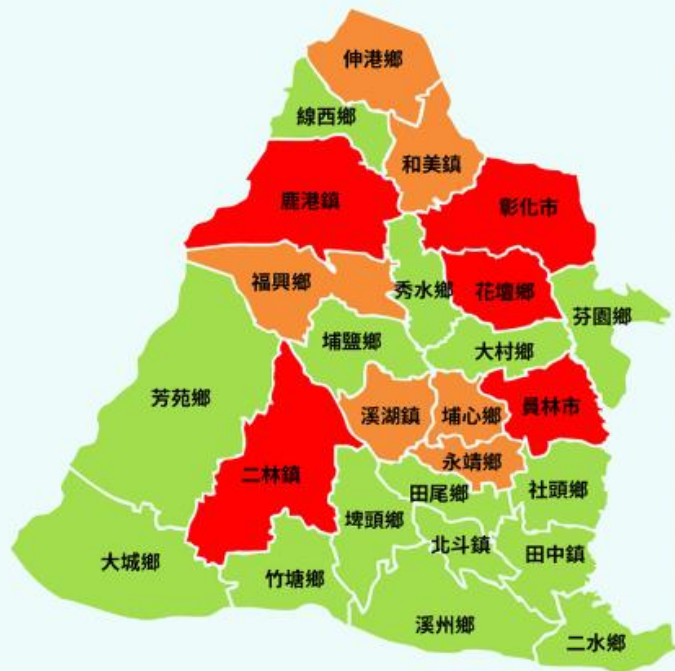 伸港鄉
線西鄉
和美鎮
鹿港鎮
彰化市
福興鄉
秀水鄉
花壇鄉
芬園鄉
埔鹽鄉
大村鄉
芳苑鄉
溪湖鎮
埔心鄉
員林市
永靖鄉
二林鎮
田尾鄉
社頭鄉
埤頭鄉
北斗鎮
田中鎮
大城鄉
竹塘鄉
溪州鄉
二水鄉